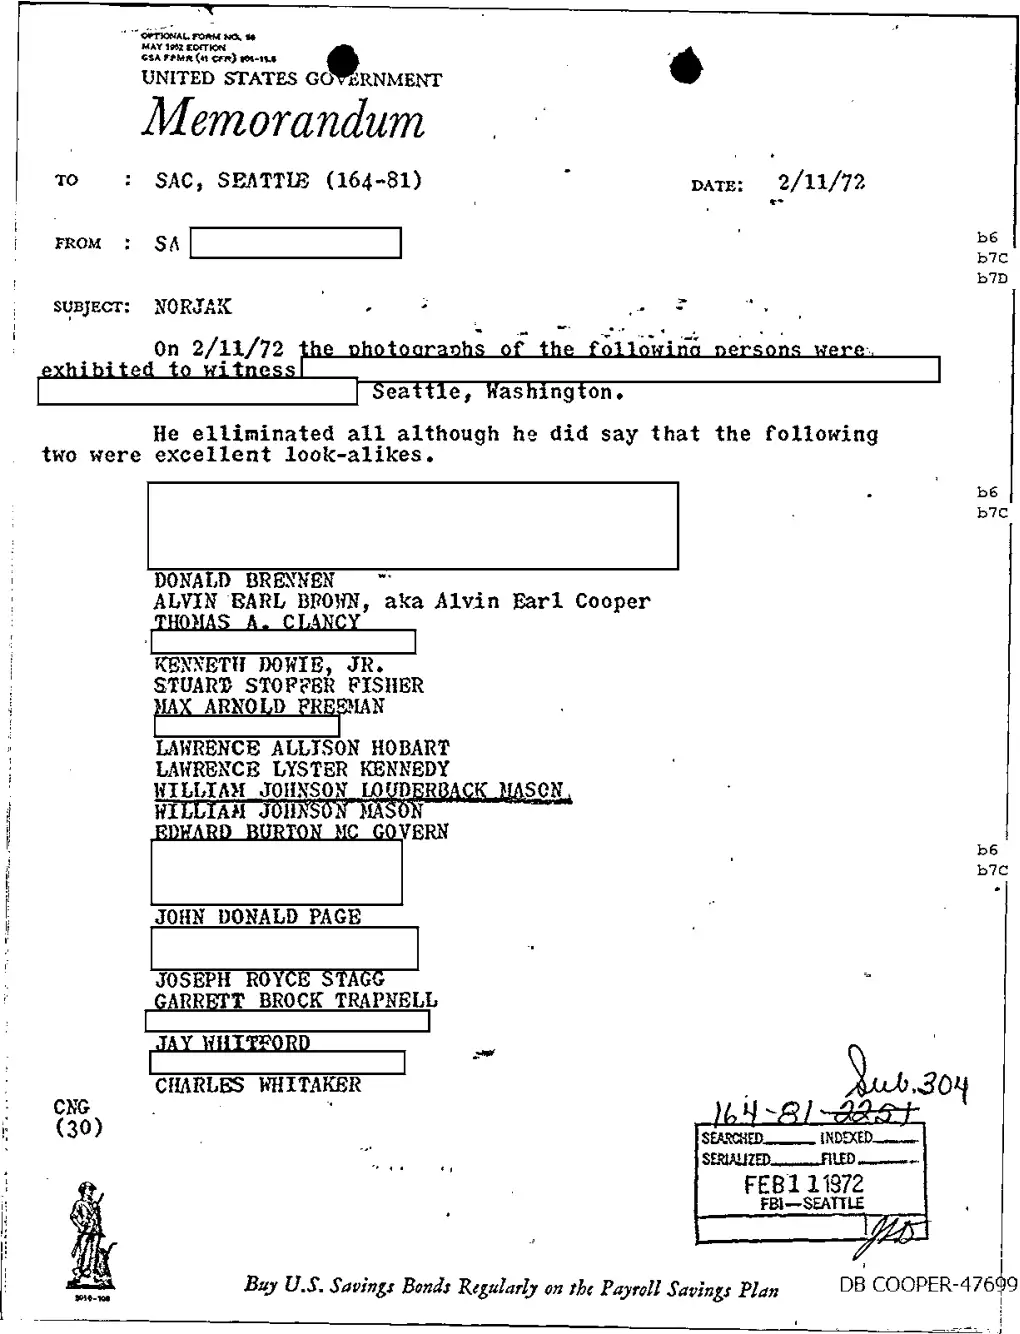 OPTIONAL FORM NO. 10
MAY 1962 EDITION
GSA FPMR (41 CFR) 101-11.6
UNITED STATES GOVERNMENT
Memorandum
TO : SAC, SEATTLE (164-81) DATE: 2/11/72
FROM : SA
b6
b7C
b7D
SUBJECT: NORJAK
On 2/11/72 the photographs of the following persons were
exhibited to witness
Seattle, Washington.
He elliminated all although he did say that the following
two were excellent look-alikes.
b6
b7C
DONALD BRENNEN
ALVIN EARL BROWN, aka Alvin Earl Cooper
THOMAS A. CLANCY
KENNETH DOWIE, JR.
STUART STOFFER FISHER
MAX ARNOLD FREEMAN
LAWRENCE ALLISON HOBART
LAWRENCE LYSTER KENNEDY
WILLIAM JOHNSON LOUDERBACK MASON
WILLIAM JOHNSON MASON
EDWARD BURTON MC GOVERN
b6
b7C
JOHN DONALD PAGE
JOSEPH ROYCE STAGG
GARRETT BROCK TRAPNELL
JAY WHITFORD
CHARLES WHITAKER
Sub.304
CNG
(30)
164-81-2251
SEARCHED INDEXED
SERIALIZED FILED
FEB 11 1972
FBI—SEATTLE
Buy U.S. Savings Bonds Regularly on the Payroll Savings Plan
DB COOPER-47699